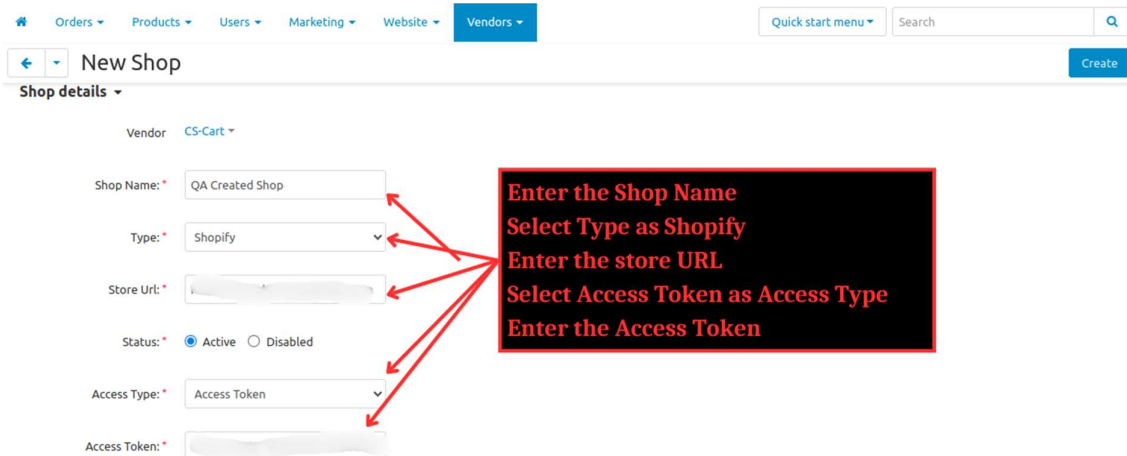 Orders Products Users Marketing Website Vendors Quick start menu Search
New Shop Create
Shop details
Vendor CS-Cart
Shop Name: * QA Created Shop
Type: * Shopify
Store Url: *
Status: * Active Disabled
Access Type: * Access Token
Access Token: *
Enter the Shop Name
Select Type as Shopify
Enter the store URL
Select Access Token as Access Type
Enter the Access Token